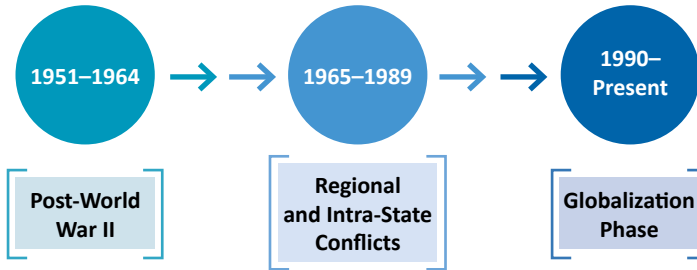 1951–1964
1965–1989
1990–
Present
Post-World
War II
Regional
and Intra-State
Conflicts
Globalization
Phase